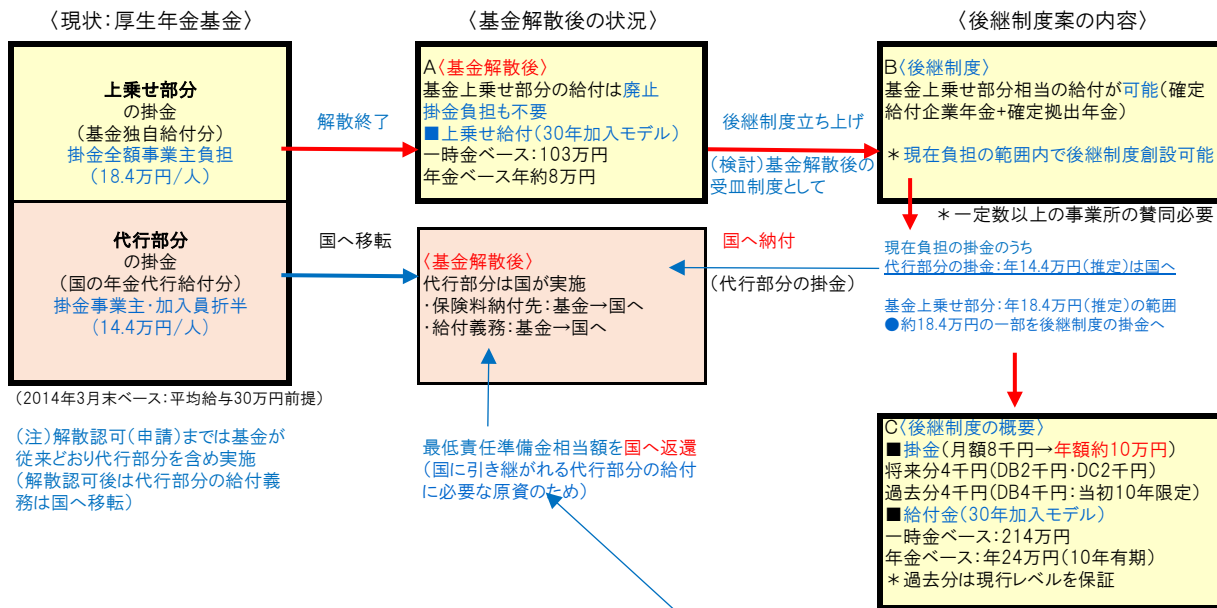 〈現状：厚生年金基金〉
上乗せ部分
の掛金
（基金独自給付分）
掛金全額事業主負担
（18.4万円/人）
代行部分
の掛金
（国の年金代行給付分）
掛金事業主・加入員折半
（14.4万円/人）
（2014年3月末ベース：平均給与30万円前提）
（注）解散認可（申請）までは基金が
従来どおり代行部分を含め実施
（解散認可後は代行部分の給付義
務は国へ移転）
解散終了
国へ移転
〈基金解散後の状況〉
A〈基金解散後〉
基金上乗せ部分の給付は廃止
掛金負担も不要
■上乗せ給付（30年加入モデル）
一時金ベース：103万円
年金ベース年約8万円
〈基金解散後〉
代行部分は国が実施
・保険料納付先：基金→国へ
・給付義務：基金→国へ
最低責任準備金相当額を国へ返還
（国に引き継がれる代行部分の給付
に必要な原資のため）
後継制度立ち上げ
（検討）基金解散後の
受皿制度として
国へ納付
（代行部分の掛金）
〈後継制度案の内容〉
B〈後継制度〉
基金上乗せ部分相当の給付が可能（確定
給付企業年金+確定拠出年金）
＊現在負担の範囲内で後継制度創設可能
＊一定数以上の事業所の賛同必要
現在負担の掛金のうち
代行部分の掛金：年14.4万円（推定）は国へ
基金上乗せ部分：年18.4万円（推定）の範囲
●約18.4万円の一部を後継制度の掛金へ
C〈後継制度の概要〉
■掛金（月額8千円→年額約10万円）
将来分4千円（DB2千円・DC2千円）
過去分4千円（DB4千円：当初10年限定）
■給付金（30年加入モデル）
一時金ベース：214万円
年金ベース：年24万円（10年有期）
＊過去分は現行レベルを保証